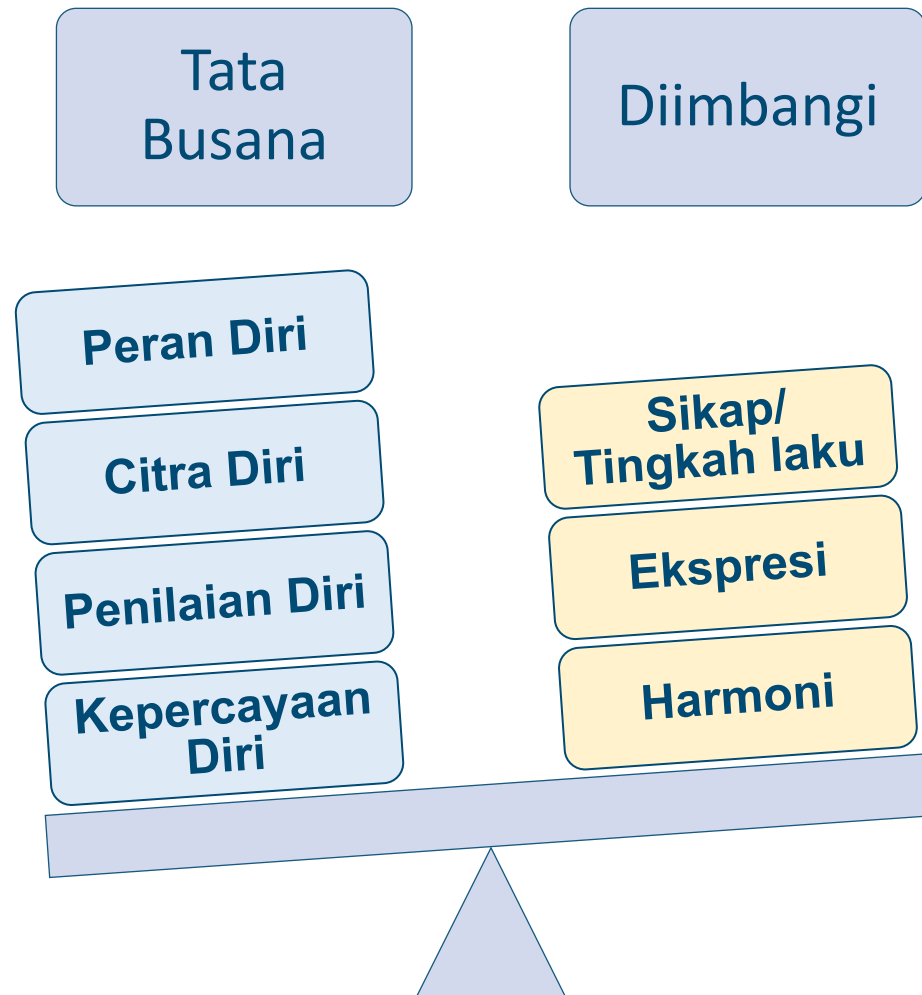 Tata
Busana
Diimbangi
Peran Diri
Citra Diri
Penilaian Diri
Kepercayaan
Diri
Sikap/
Tingkah laku
Ekspresi
Harmoni